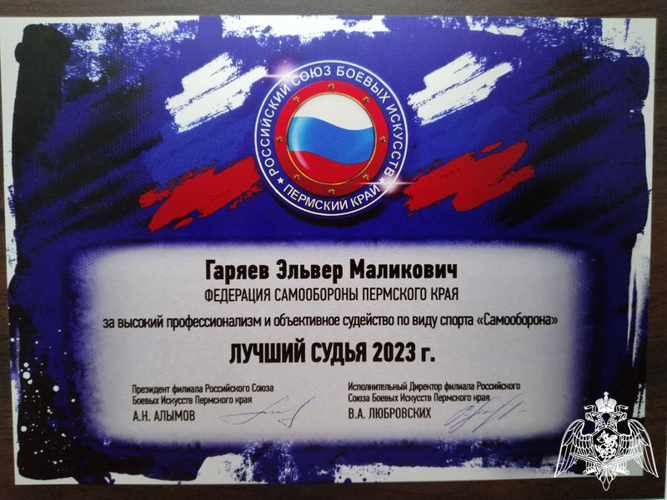 РОССИЙСКИЙ СОЮЗ БОЕВЫХ ИСКУССТВ
ПЕРМСКИЙ КРАЙ
Гаряев Эльвер Маликович
ФЕДЕРАЦИЯ САМООБОРОНЫ ПЕРМСКОГО КРАЯ
за высокий профессионализм и объективное судейство по виду спорта «Самооборона»
ЛУЧШИЙ СУДЬЯ 2023 г.
Президент филиала Российского Союза
Боевых Искусств Пермского края
А.Н. АЛЫМОВ
Исполнительный Директор филиала Российского
Союза Боевых Искусств Пермского края
В.А. ЛЮБРОВСКИХ